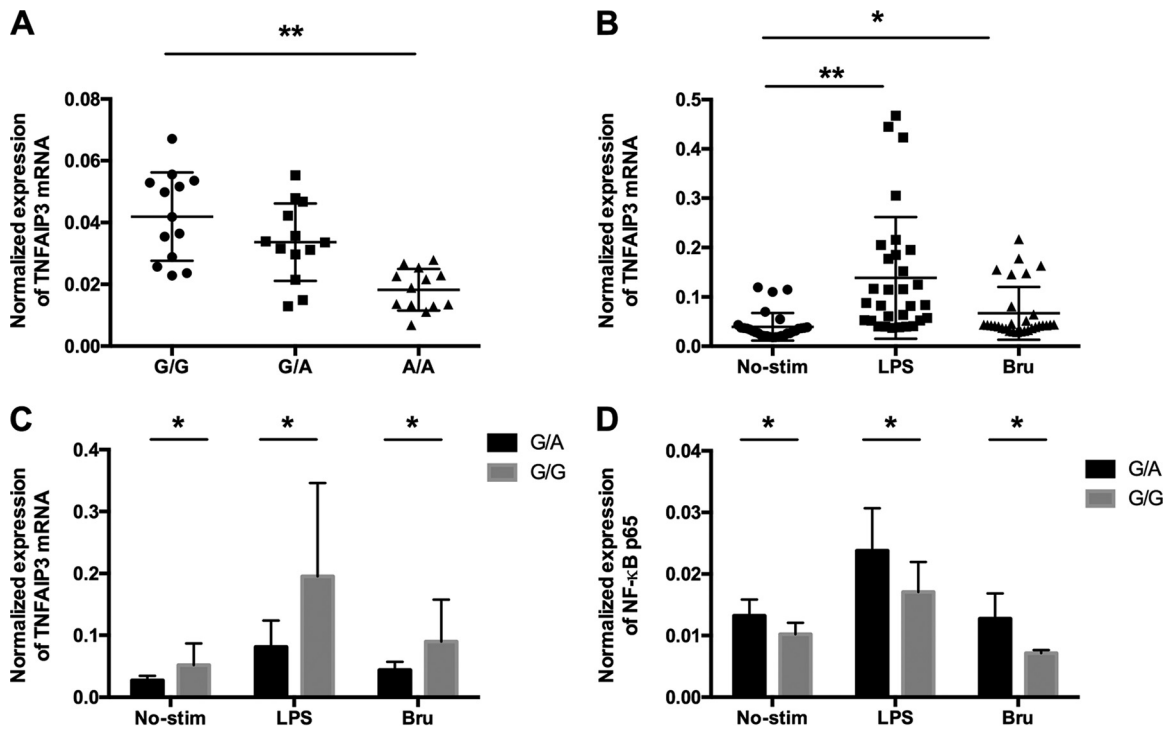 A
**
Normalized expression
of TNFAIP3 mRNA
0.08
0.06
0.04
0.02
0.00
G/G G/A A/A
B
*
**
Normalized expression
of TNFAIP3 mRNA
0.5
0.4
0.3
0.2
0.1
0.0
No-stim LPS Bru
C
* * *
Normalized expression
of TNFAIP3 mRNA
0.4
0.3
0.2
0.1
0.0
No-stim LPS Bru
G/A
G/G
D
* * *
Normalized expression
of NF-κB p65
0.04
0.03
0.02
0.01
0.00
No-stim LPS Bru
G/A
G/G